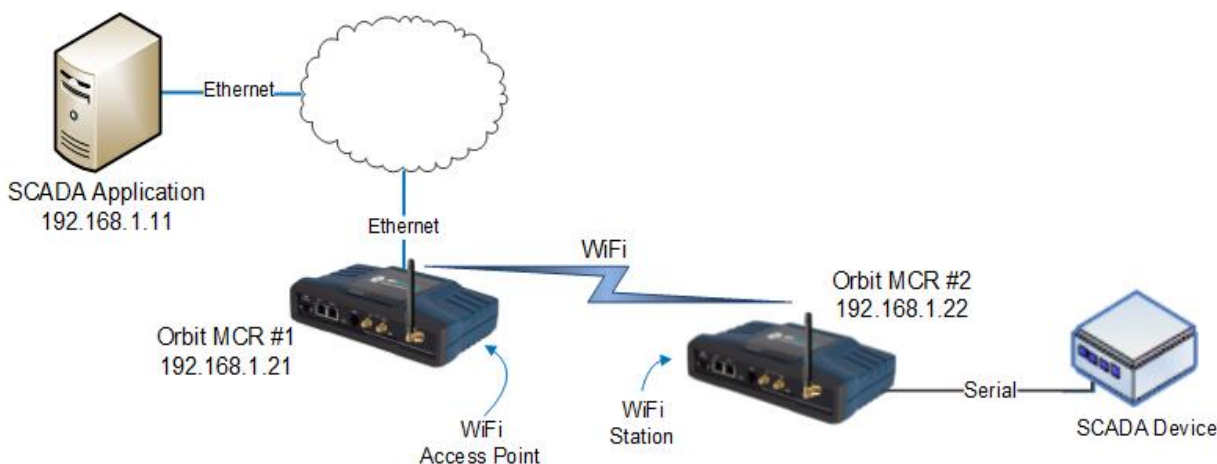 Ethernet
SCADA Application
192.168.1.11
Ethernet
WiFi
Orbit MCR #1
192.168.1.21
Orbit MCR #2
192.168.1.22
WiFi
Access Point
WiFi
Station
Serial
SCADA Device